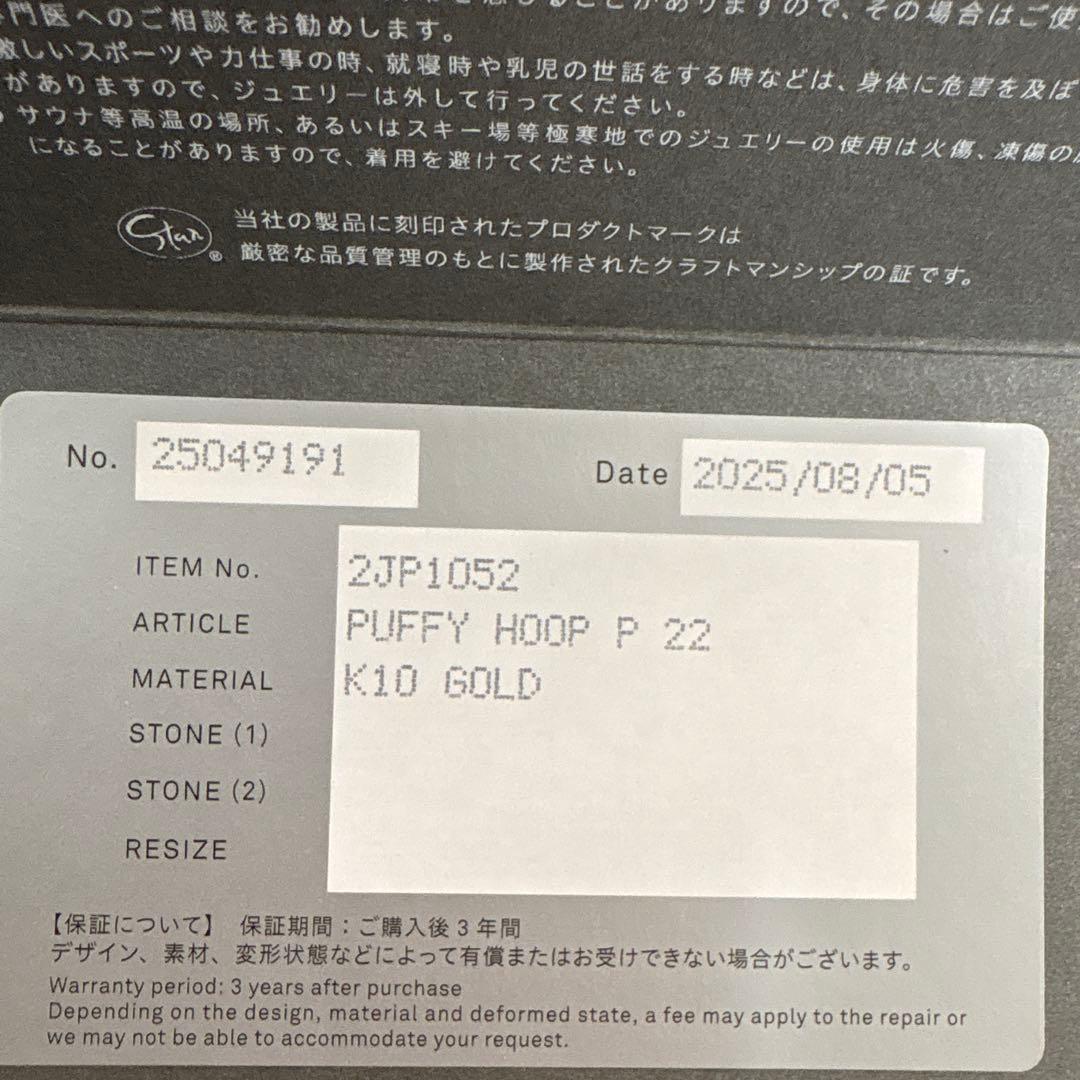 専門医へのご相談をお勧めします。
激しいスポーツや力仕事の時、就寝時や乳児の世話をする時などは、身体に危害を及ぼ
がありますので、ジュエリーは外して行ってください。
サウナ等高温の場所、あるいはスキー場等極寒地でのジュエリーの使用は火傷、凍傷の
になることがありますので、着用を避けてください。
Star ® 当社の製品に刻印されたプロダクトマークは
厳密な品質管理のもとに製作されたクラフトマンシップの証です。
No. 25049191 Date 2025/08/05
ITEM No. 2JP1052
ARTICLE PUFFY HOOP P 22
MATERIAL K10 GOLD
STONE (1)
STONE (2)
RESIZE
【保証について】 保証期間：ご購入後3年間
デザイン、素材、変形状態などによって有償またはお受けできない場合がございます。
Warranty period: 3 years after purchase
Depending on the design, material and deformed state, a fee may apply to the repair or
we may not be able to accommodate your request.